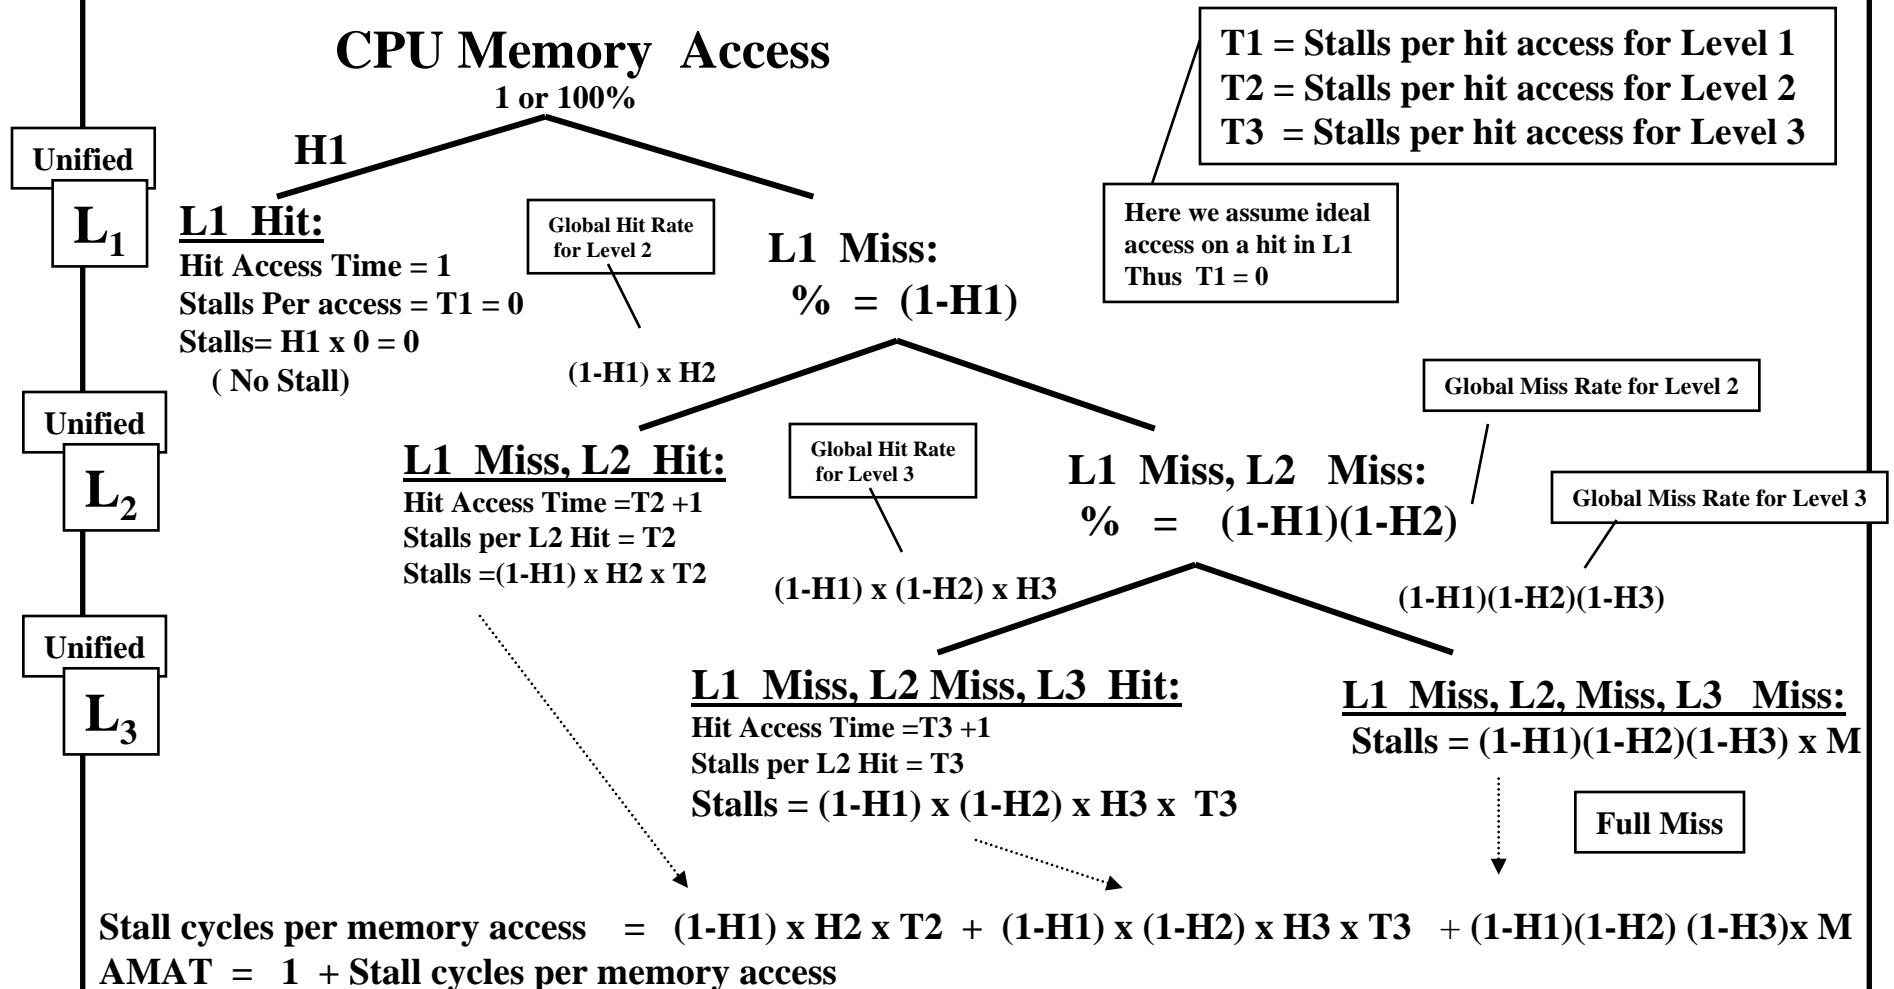 CPU Memory Access
1 or 100%
T1 = Stalls per hit access for Level 1
T2 = Stalls per hit access for Level 2
T3 = Stalls per hit access for Level 3
Unified
L1
H1
L1 Hit:
Hit Access Time = 1
Stalls Per access = T1 = 0
Stalls= H1 x 0 = 0
( No Stall)
Global Hit Rate
for Level 2
(1-H1) x H2
L1 Miss:
% = (1-H1)
Here we assume ideal
access on a hit in L1
Thus T1 = 0
Unified
L2
L1 Miss, L2 Hit:
Hit Access Time =T2 +1
Stalls per L2 Hit = T2
Stalls =(1-H1) x H2 x T2
Global Hit Rate
for Level 3
(1-H1) x (1-H2) x H3
L1 Miss, L2 Miss:
% = (1-H1)(1-H2)
Global Miss Rate for Level 2
Global Miss Rate for Level 3
(1-H1)(1-H2)(1-H3)
Unified
L3
L1 Miss, L2 Miss, L3 Hit:
Hit Access Time =T3 +1
Stalls per L2 Hit = T3
Stalls = (1-H1) x (1-H2) x H3 x T3
L1 Miss, L2, Miss, L3 Miss:
Stalls = (1-H1)(1-H2)(1-H3) x M
Full Miss
Stall cycles per memory access = (1-H1) x H2 x T2 + (1-H1) x (1-H2) x H3 x T3 + (1-H1)(1-H2) (1-H3)x M
AMAT = 1 + Stall cycles per memory access